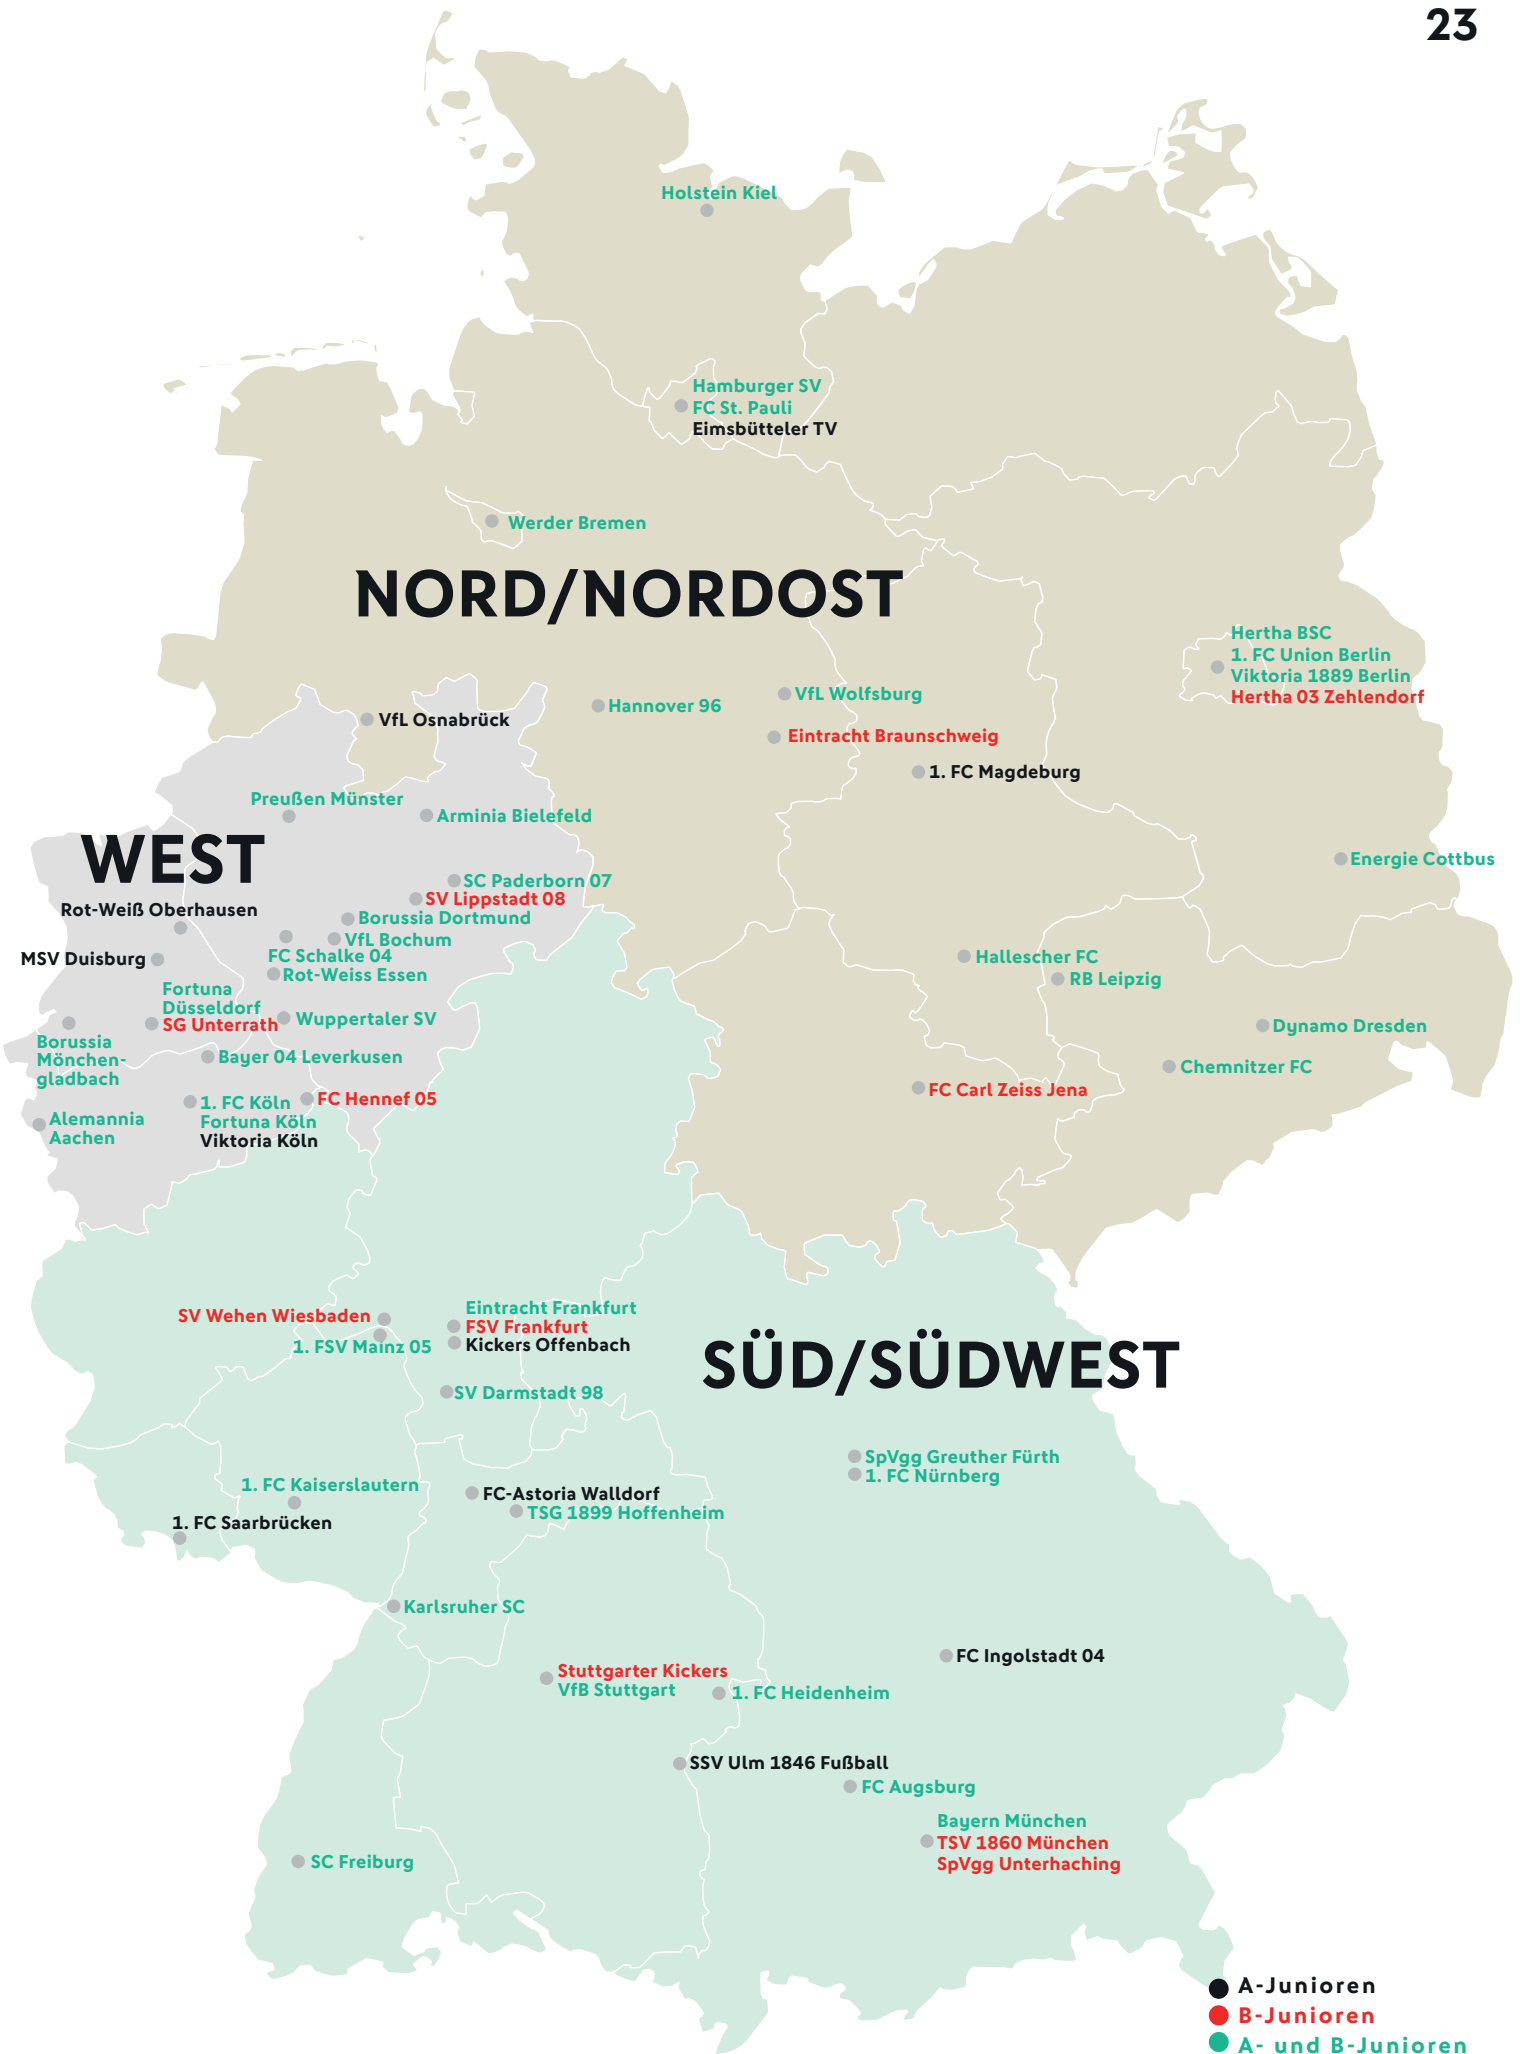 23
Holstein Kiel
Hamburger SV
FC St. Pauli
Eimsbütteler TV
Werder Bremen
NORD/NORDOST
Hertha BSC
1. FC Union Berlin
Viktoria 1889 Berlin
Hertha 03 Zehlendorf
VfL Wolfsburg
Hannover 96
VfL Osnabrück
Eintracht Braunschweig
1. FC Magdeburg
Preußen Münster
Arminia Bielefeld
WEST
Energie Cottbus
SC Paderborn 07
SV Lippstadt 08
Rot-Weiß Oberhausen
Borussia Dortmund
VfL Bochum
FC Schalke 04
MSV Duisburg
Rot-Weiss Essen
Hallescher FC
RB Leipzig
Fortuna
Düsseldorf
SG Unterrath
Wuppertaler SV
Dynamo Dresden
Borussia
Mönchen-
gladbach
Bayer 04 Leverkusen
Chemnitzer FC
FC Carl Zeiss Jena
1. FC Köln
Fortuna Köln
Viktoria Köln
FC Hennef 05
Alemannia
Aachen
SV Wehen Wiesbaden
1. FSV Mainz 05
Eintracht Frankfurt
FSV Frankfurt
Kickers Offenbach
SÜD/SÜDWEST
SV Darmstadt 98
SpVgg Greuther Fürth
1. FC Nürnberg
1. FC Kaiserslautern
FC-Astoria Walldorf
TSG 1899 Hoffenheim
1. FC Saarbrücken
Karlsruher SC
FC Ingolstadt 04
Stuttgarter Kickers
VfB Stuttgart
1. FC Heidenheim
SSV Ulm 1846 Fußball
FC Augsburg
Bayern München
TSV 1860 München
SpVgg Unterhaching
SC Freiburg
A-Junioren
B-Junioren
A- und B-Junioren